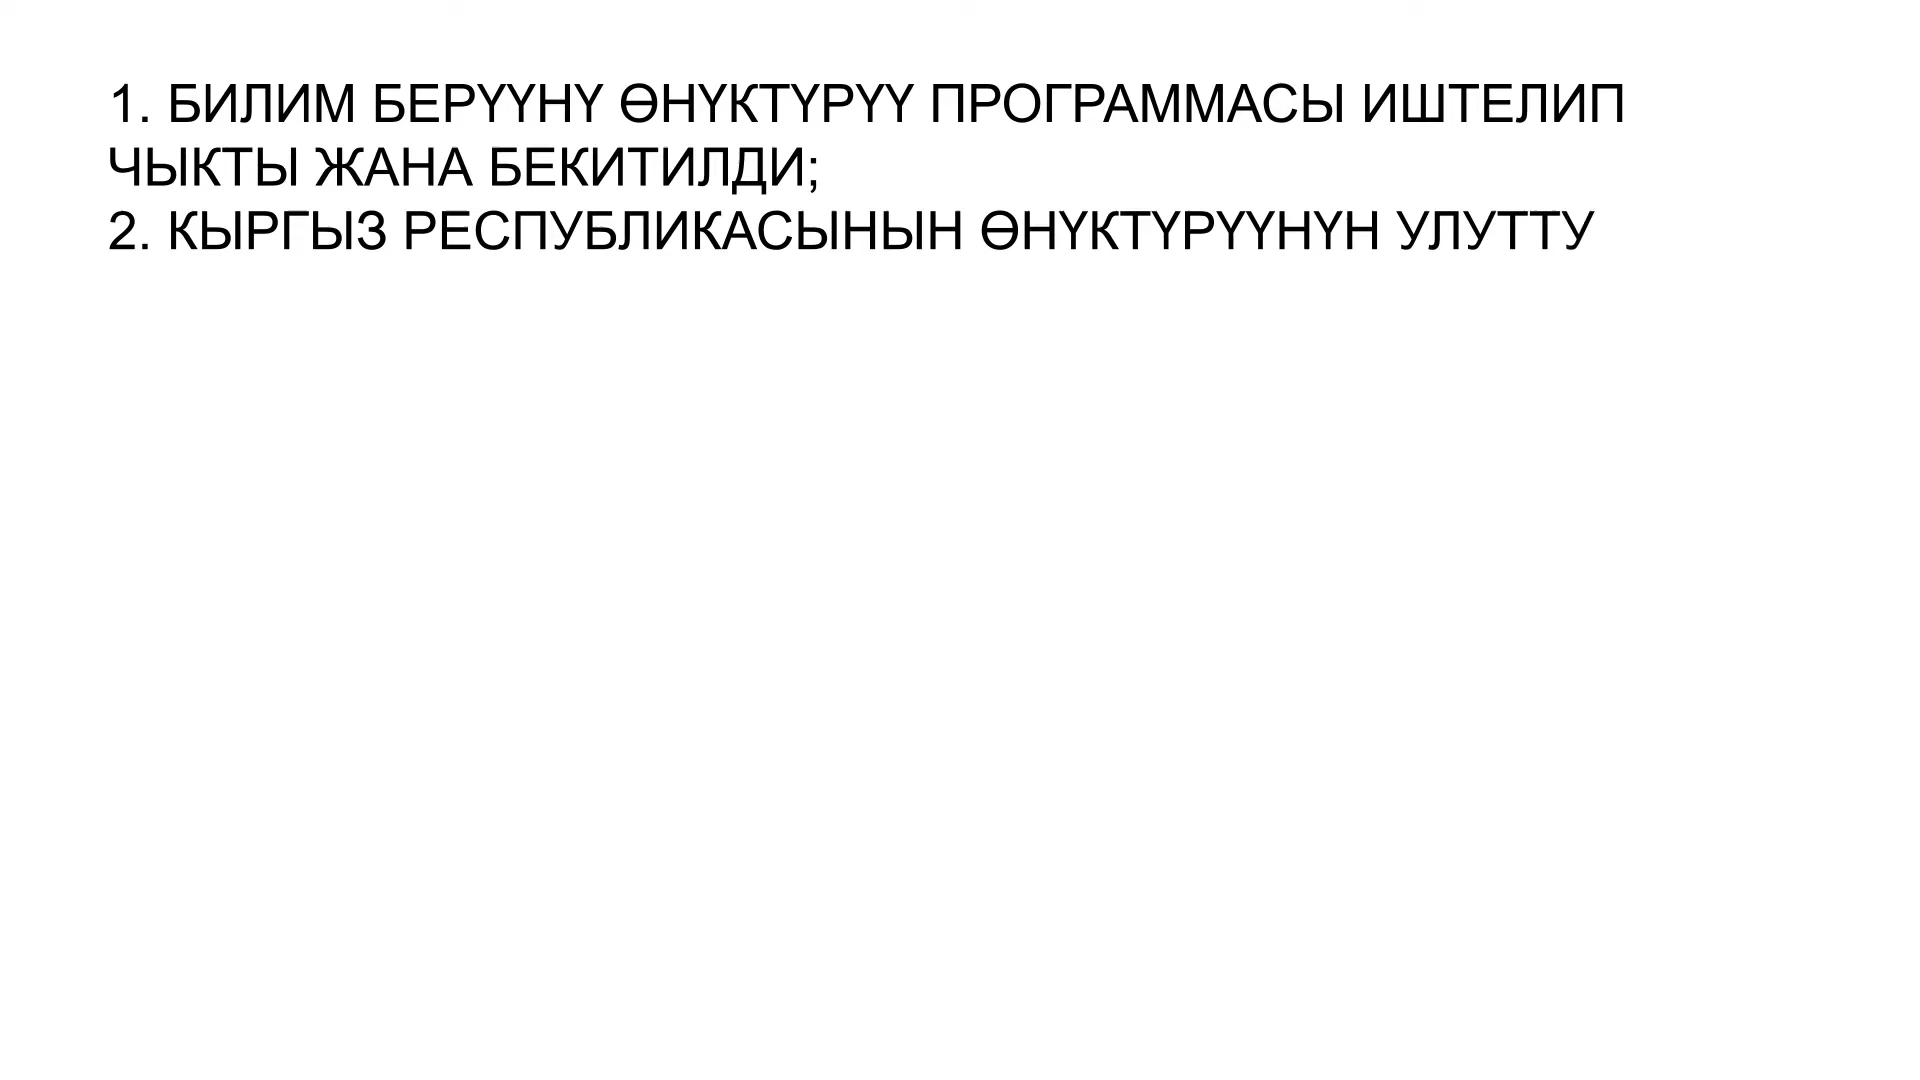 1. БИЛИМ БЕРҮҮНҮ ӨНҮКТҮРҮҮ ПРОГРАММАСЫ ИШТЕЛИП
ЧЫКТЫ ЖАНА БЕКИТИЛДИ;
2. КЫРГЫЗ РЕСПУБЛИКАСЫНЫН ӨНҮКТҮРҮҮНҮН УЛУТТУ